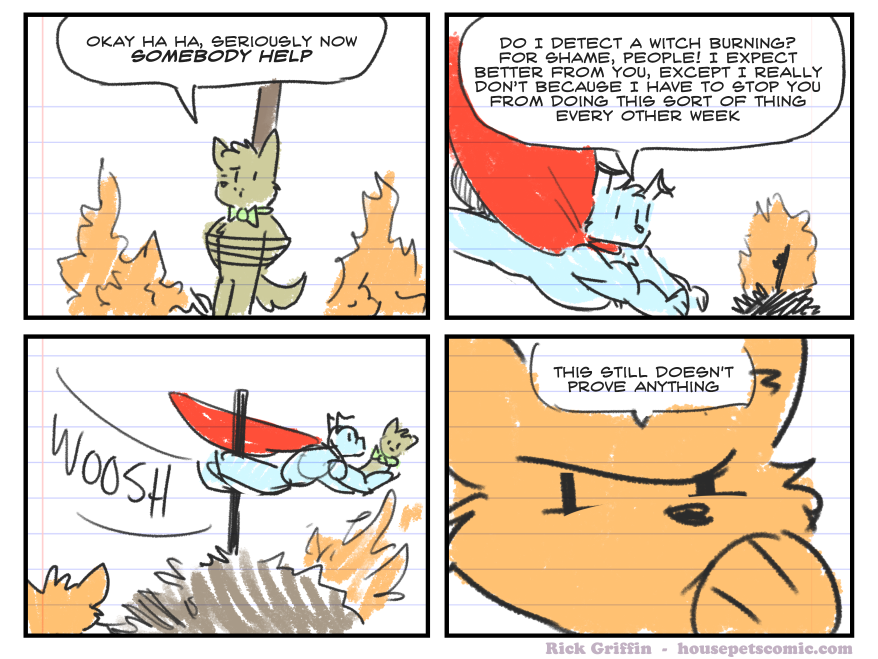 OKAY HA HA, SERIOUSLY NOW
SOMEBODY HELP
DO I DETECT A WITCH BURNING?
FOR SHAME, PEOPLE! I EXPECT
BETTER FROM YOU, EXCEPT I REALLY
DON'T BECAUSE I HAVE TO STOP YOU
FROM DOING THIS SORT OF THING
EVERY OTHER WEEK
WOOSH
THIS STILL DOESN'T
PROVE ANYTHING
Rick Griffin - housepetscomic.com